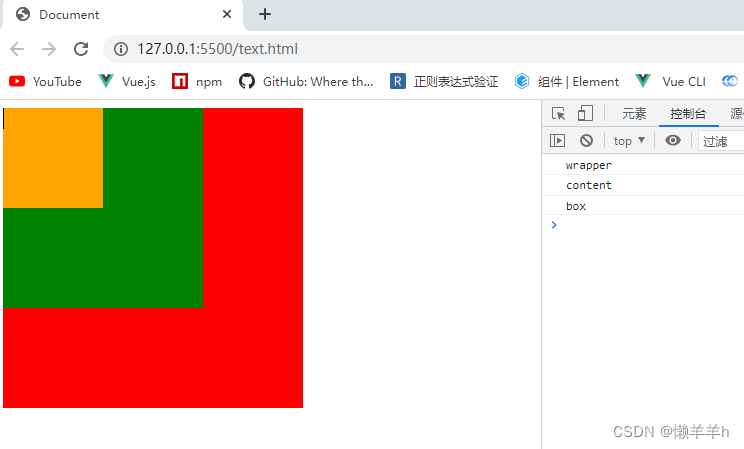 Document
127.0.0.1:5500/text.html
YouTube Vue.js npm GitHub: Where th... R 正则表达式验证 组件 | Element Vue CLI
元素 控制台 源
top 过滤
wrapper
content
box
CSDN @懒羊羊h